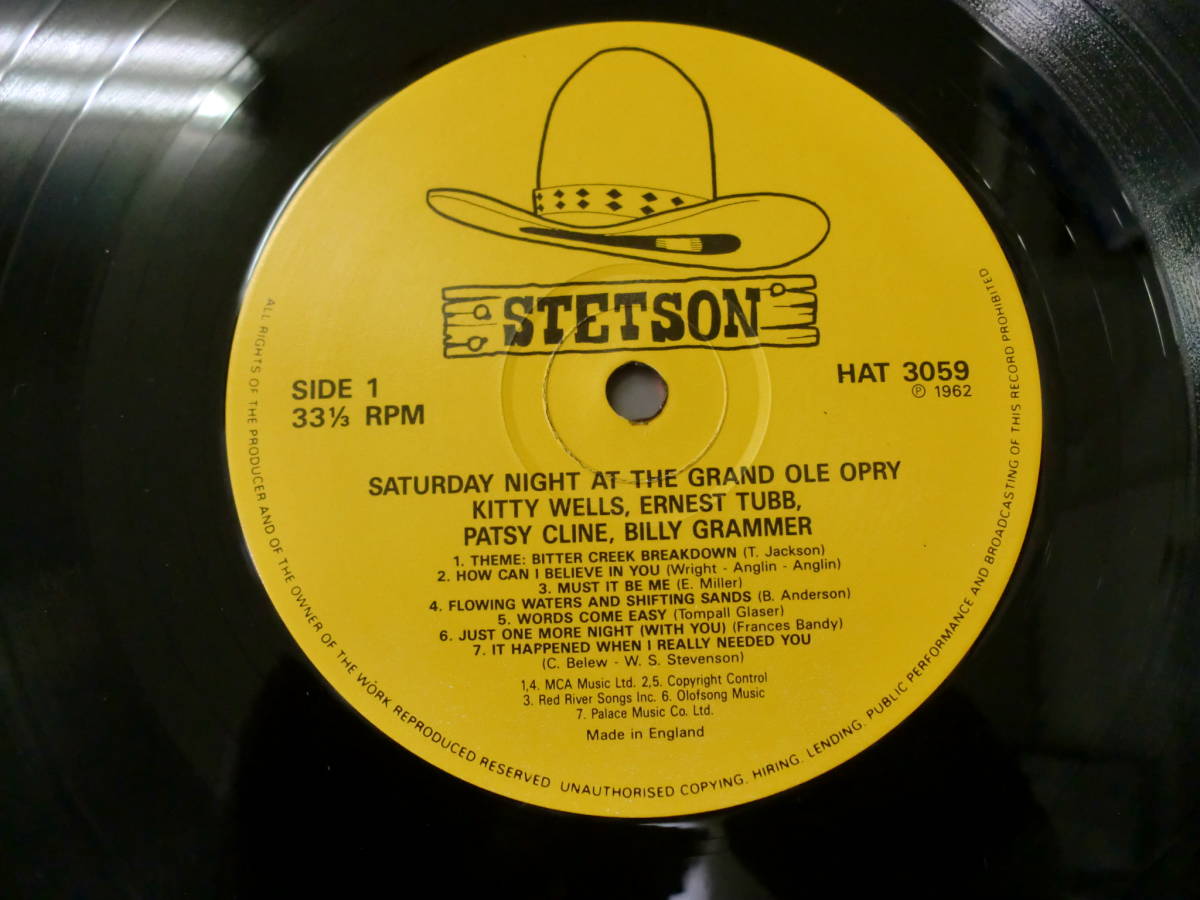 STETSON
SIDE 1
33⅓ RPM
HAT 3059
℗ 1962
SATURDAY NIGHT AT THE GRAND OLE OPRY
KITTY WELLS, ERNEST TUBB,
PATSY CLINE, BILLY GRAMMER
1. THEME: BITTER CREEK BREAKDOWN (T. Jackson)
2. HOW CAN I BELIEVE IN YOU (Wright - Anglin - Anglin)
3. MUST IT BE ME (E. Miller)
4. FLOWING WATERS AND SHIFTING SANDS (B. Anderson)
5. WORDS COME EASY (Tompall Glaser)
6. JUST ONE MORE NIGHT (WITH YOU) (Frances Bandy)
7. IT HAPPENED WHEN I REALLY NEEDED YOU
(C. Belew - W. S. Stevenson)
1,4. MCA Music Ltd. 2,5. Copyright Control
3. Red River Songs Inc. 6. Olofsong Music
7. Palace Music Co. Ltd.
Made in England
ALL RIGHTS OF THE PRODUCER AND OF THE OWNER OF THE WORK REPRODUCED RESERVED UNAUTHORISED COPYING, HIRING, LENDING, PUBLIC PERFORMANCE AND BROADCASTING OF THIS RECORD PROHIBITED